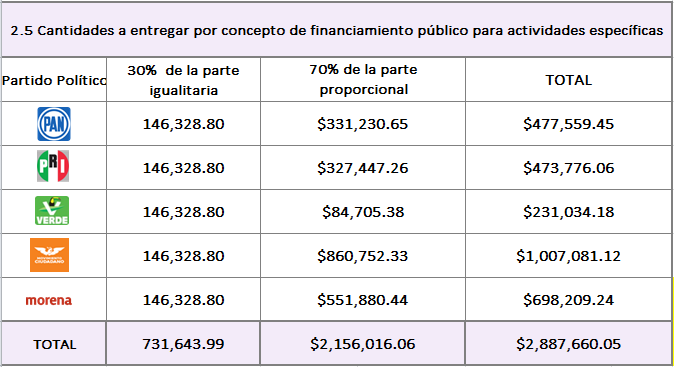 2.5 Cantidades a entregar por concepto de financiamiento público para actividades específicas
Partido Político 30% de la parte igualitaria 70% de la parte proporcional TOTAL
PAN 146,328.80 $331,230.65 $477,559.45
PRI 146,328.80 $327,447.26 $473,776.06
VERDE 146,328.80 $84,705.38 $231,034.18
CIUDADANO 146,328.80 $860,752.33 $1,007,081.12
morena 146,328.80 $551,880.44 $698,209.24
TOTAL 731,643.99 $2,156,016.06 $2,887,660.05